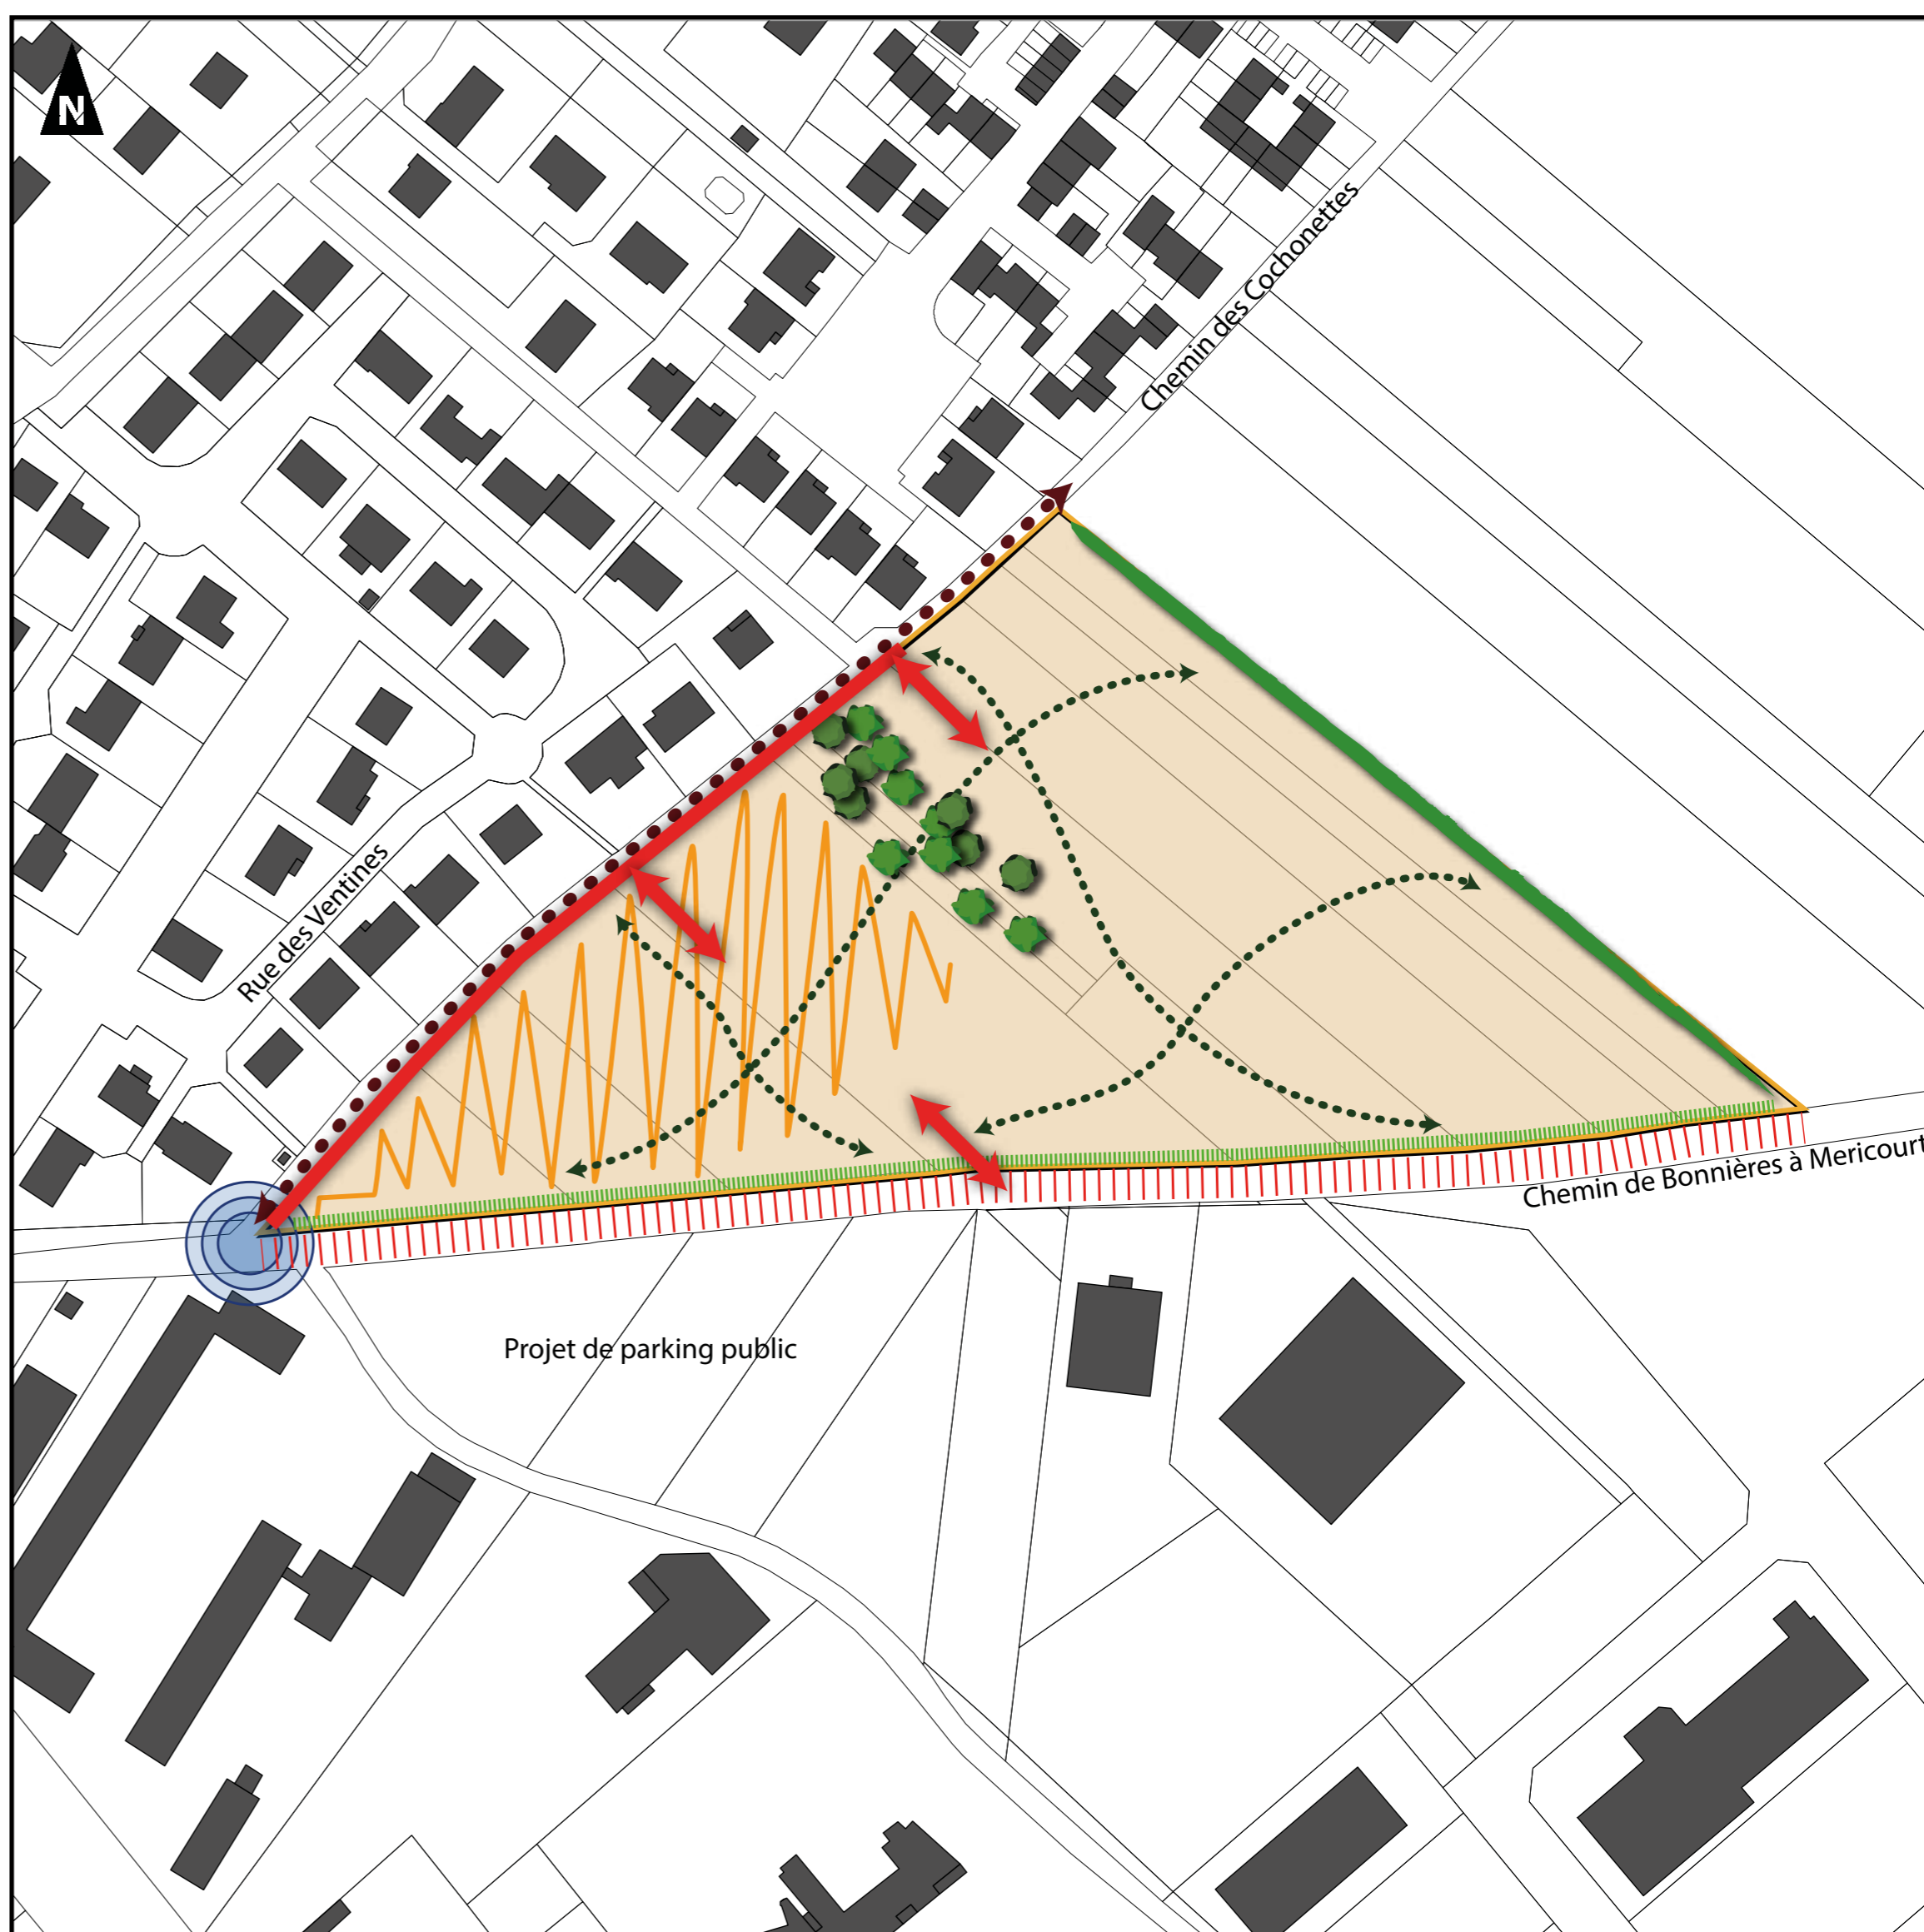 N
Chemin des Cochonettes
Rue des Ventines
Chemin de Bonnières à Mericourt
Projet de parking public